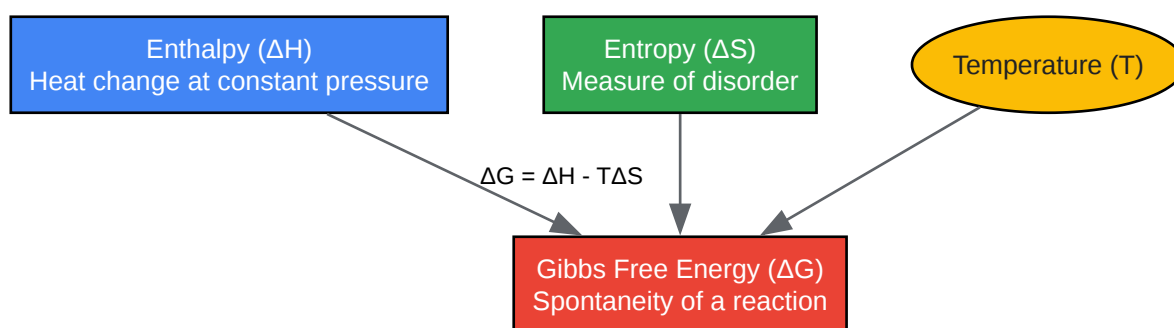 Enthalpy (ΔH)
Heat change at constant pressure
Entropy (ΔS)
Measure of disorder
Temperature (T)
ΔG = ΔH - TΔS
Gibbs Free Energy (ΔG)
Spontaneity of a reaction